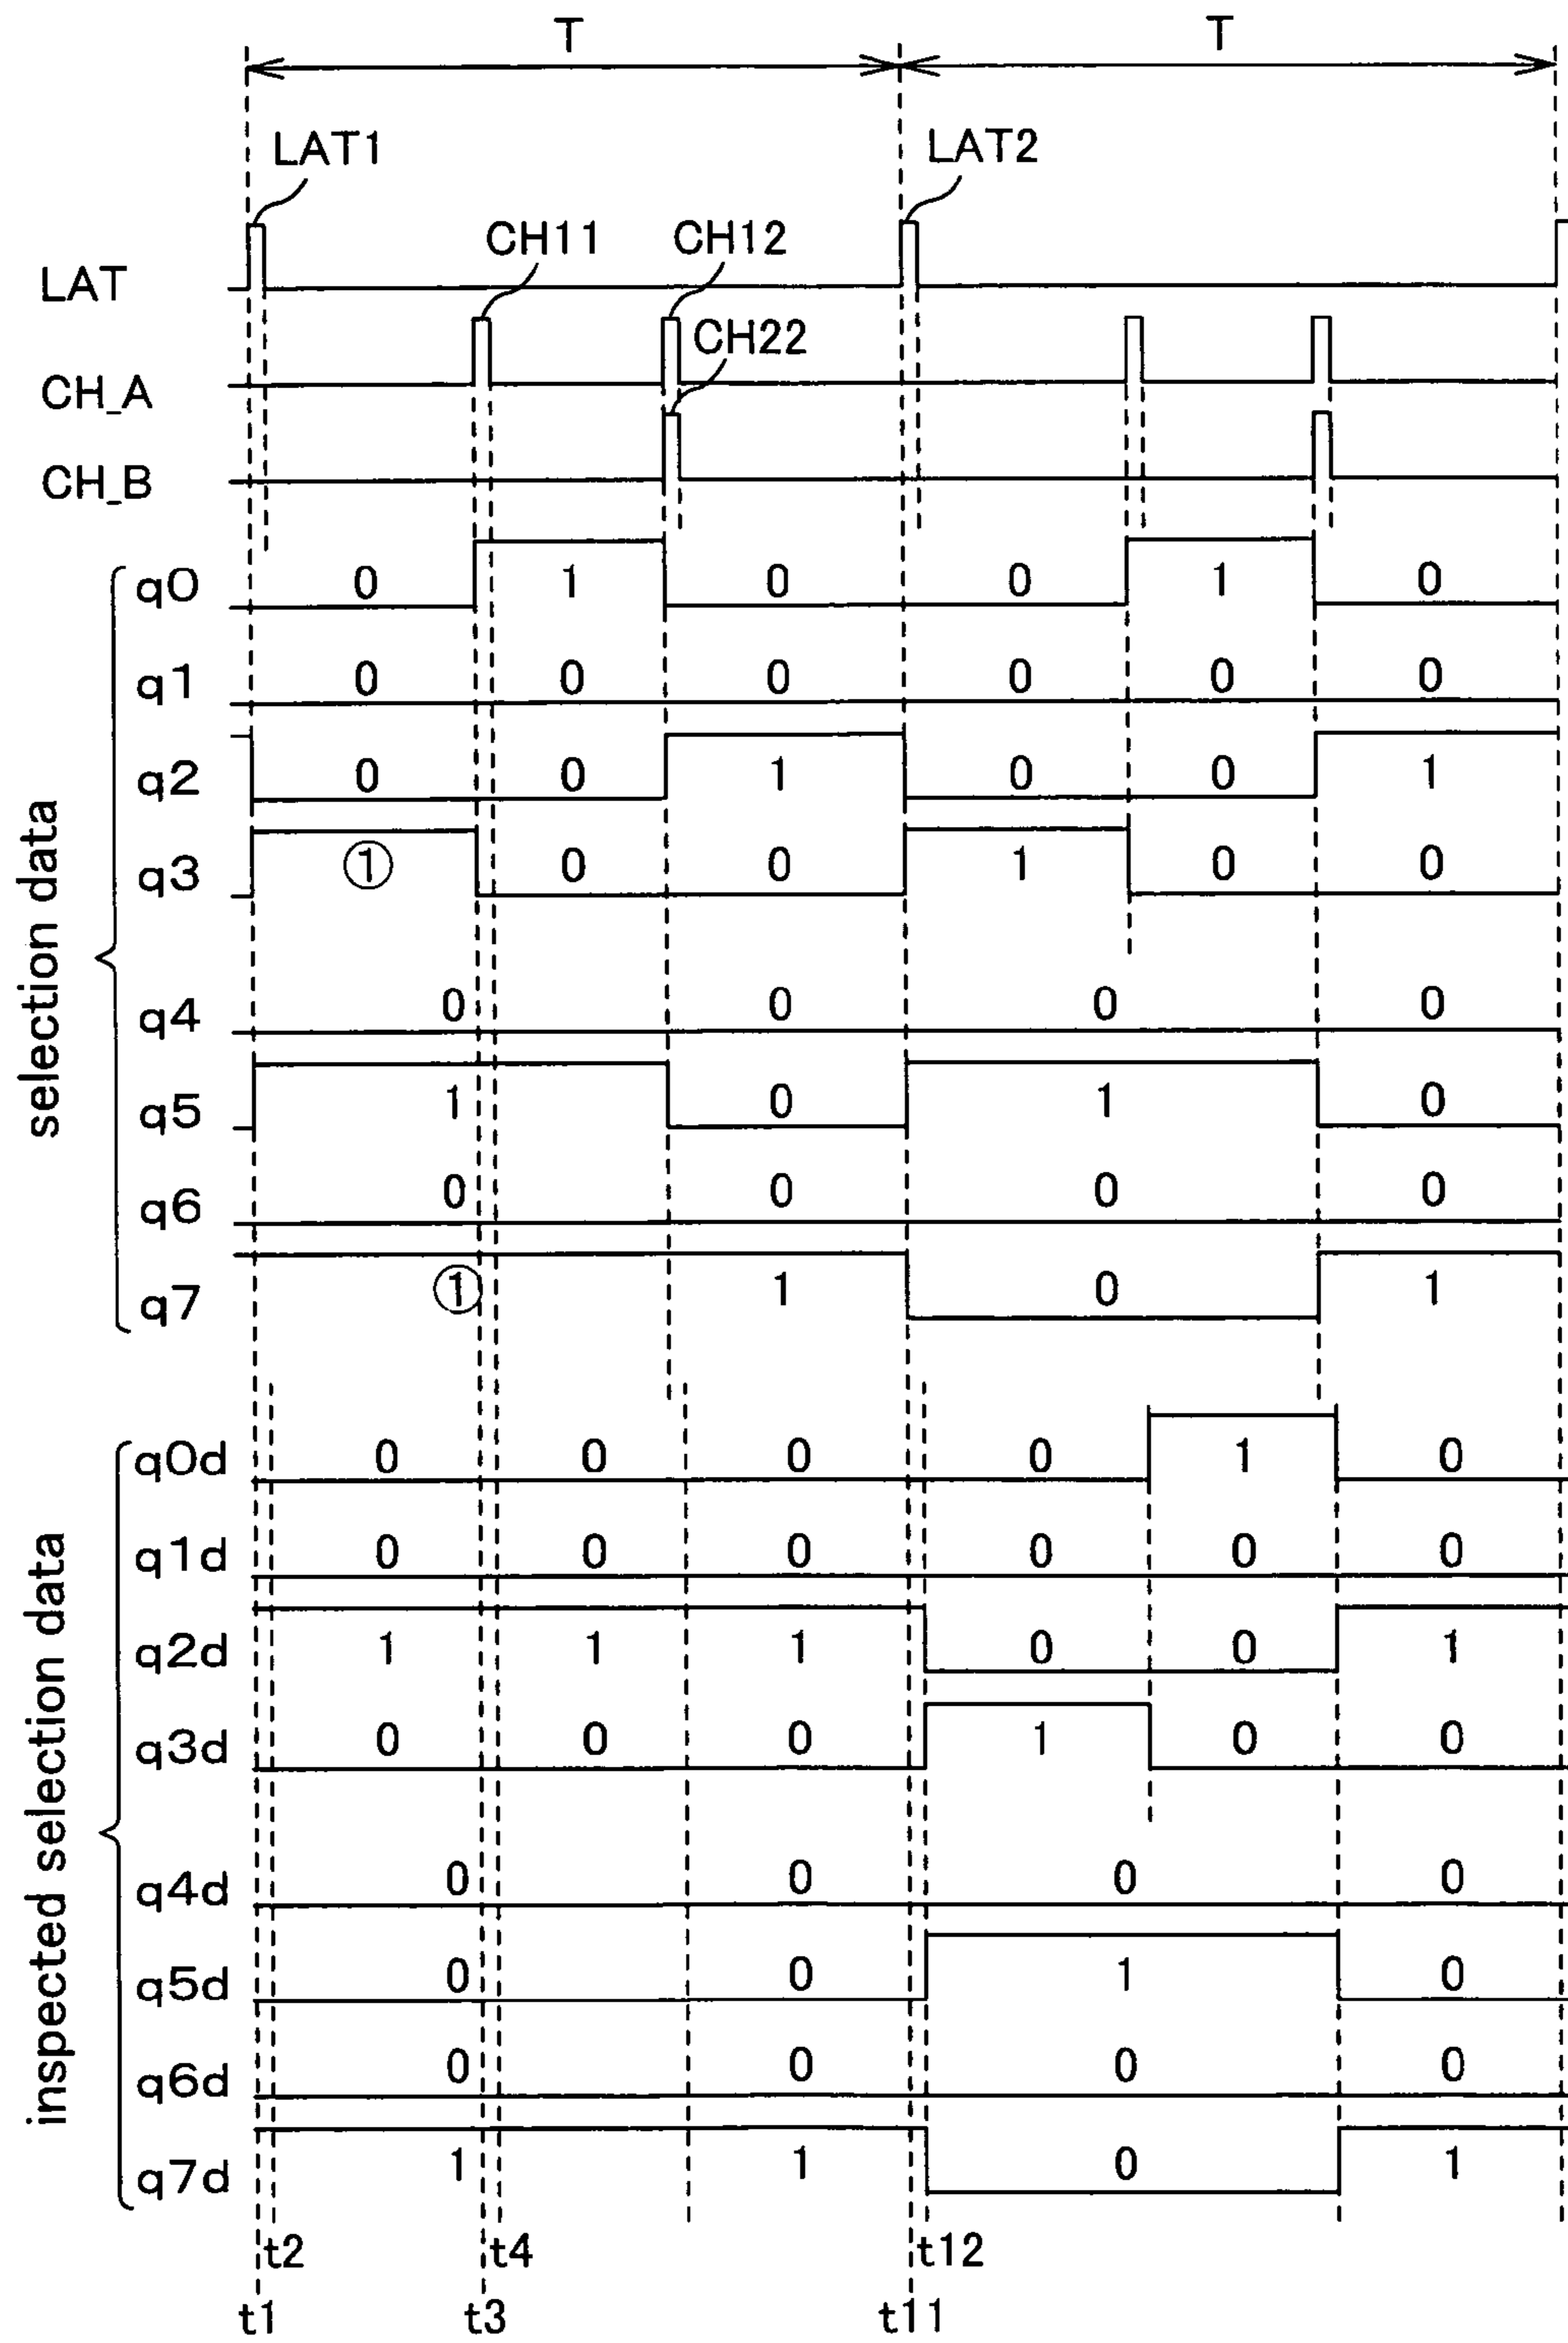 T T
LAT1 LAT2
CH11 CH12
LAT
CH22
CH_A
CH_B
selection data
q0 0 1 0 0 1 0
q1 0 0 0 0 0 0
q2 0 0 1 0 0 1
q3 ① 0 0 1 0 0
q4 0 0 0 0
q5 1 0 1 0
q6 0 0 0 0
q7 ① 1 0 1
inspected selection data
q0d 0 0 0 0 1 0
q1d 0 0 0 0 0 0
q2d 1 1 1 0 0 1
q3d 0 0 0 1 0 0
q4d 0 0 0 0
q5d 0 0 1 0
q6d 0 0 0 0
q7d 1 1 0 1
t2 t4 t12
t1 t3 t11